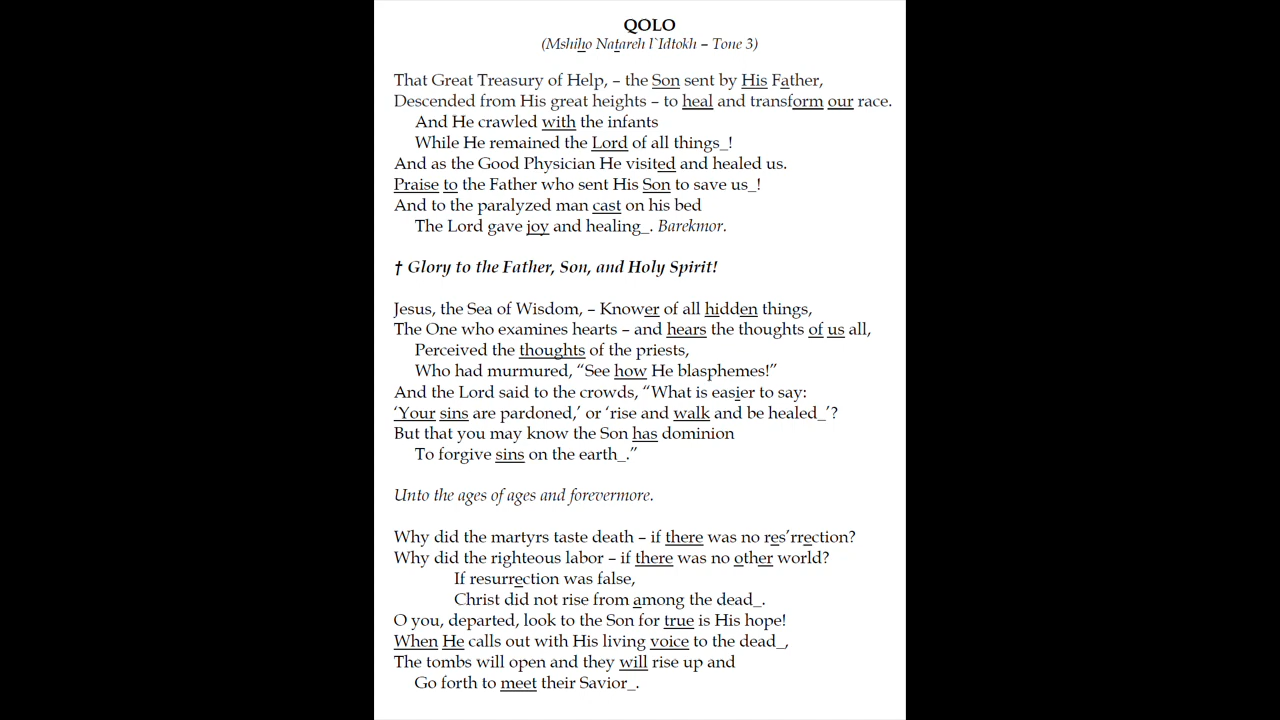 QOLO
(Mshiho Natareh l`Idtokh – Tone 3)
That Great Treasury of Help, – the Son sent by His Father,
Descended from His great heights – to heal and transform our race.
And He crawled with the infants
While He remained the Lord of all things_!
And as the Good Physician He visited and healed us.
Praise to the Father who sent His Son to save us_!
And to the paralyzed man cast on his bed
The Lord gave joy and healing_. Barekmor.
† Glory to the Father, Son, and Holy Spirit!
Jesus, the Sea of Wisdom, – Knower of all hidden things,
The One who examines hearts – and hears the thoughts of us all,
Perceived the thoughts of the priests,
Who had murmured, “See how He blasphemes!”
And the Lord said to the crowds, “What is easier to say:
‘Your sins are pardoned,’ or ‘rise and walk and be healed_’?
But that you may know the Son has dominion
To forgive sins on the earth_.”
Unto the ages of ages and forevermore.
Why did the martyrs taste death – if there was no res’rrection?
Why did the righteous labor – if there was no other world?
If resurrection was false,
Christ did not rise from among the dead_.
O you, departed, look to the Son for true is His hope!
When He calls out with His living voice to the dead_,
The tombs will open and they will rise up and
Go forth to meet their Savior_.